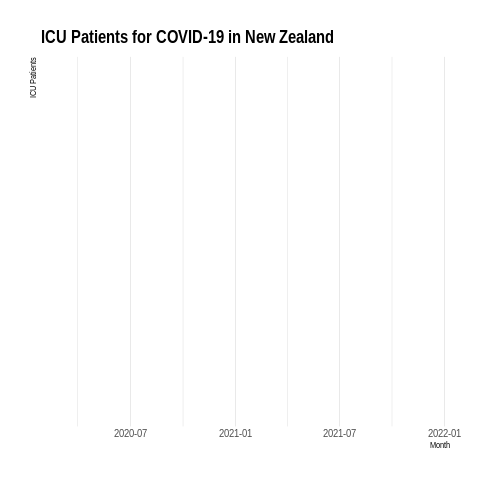 ICU Patients for COVID-19 in New Zealand
ICU Patients
2020-07
2021-01
2021-07
2022-01
Month